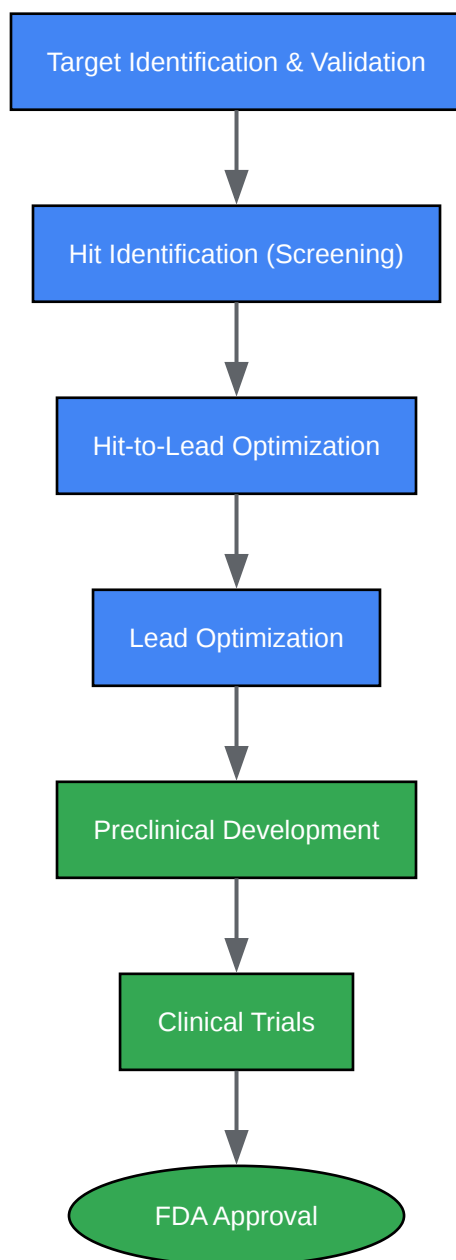 Target Identification & Validation
Hit Identification (Screening)
Hit-to-Lead Optimization
Lead Optimization
Preclinical Development
Clinical Trials
FDA Approval